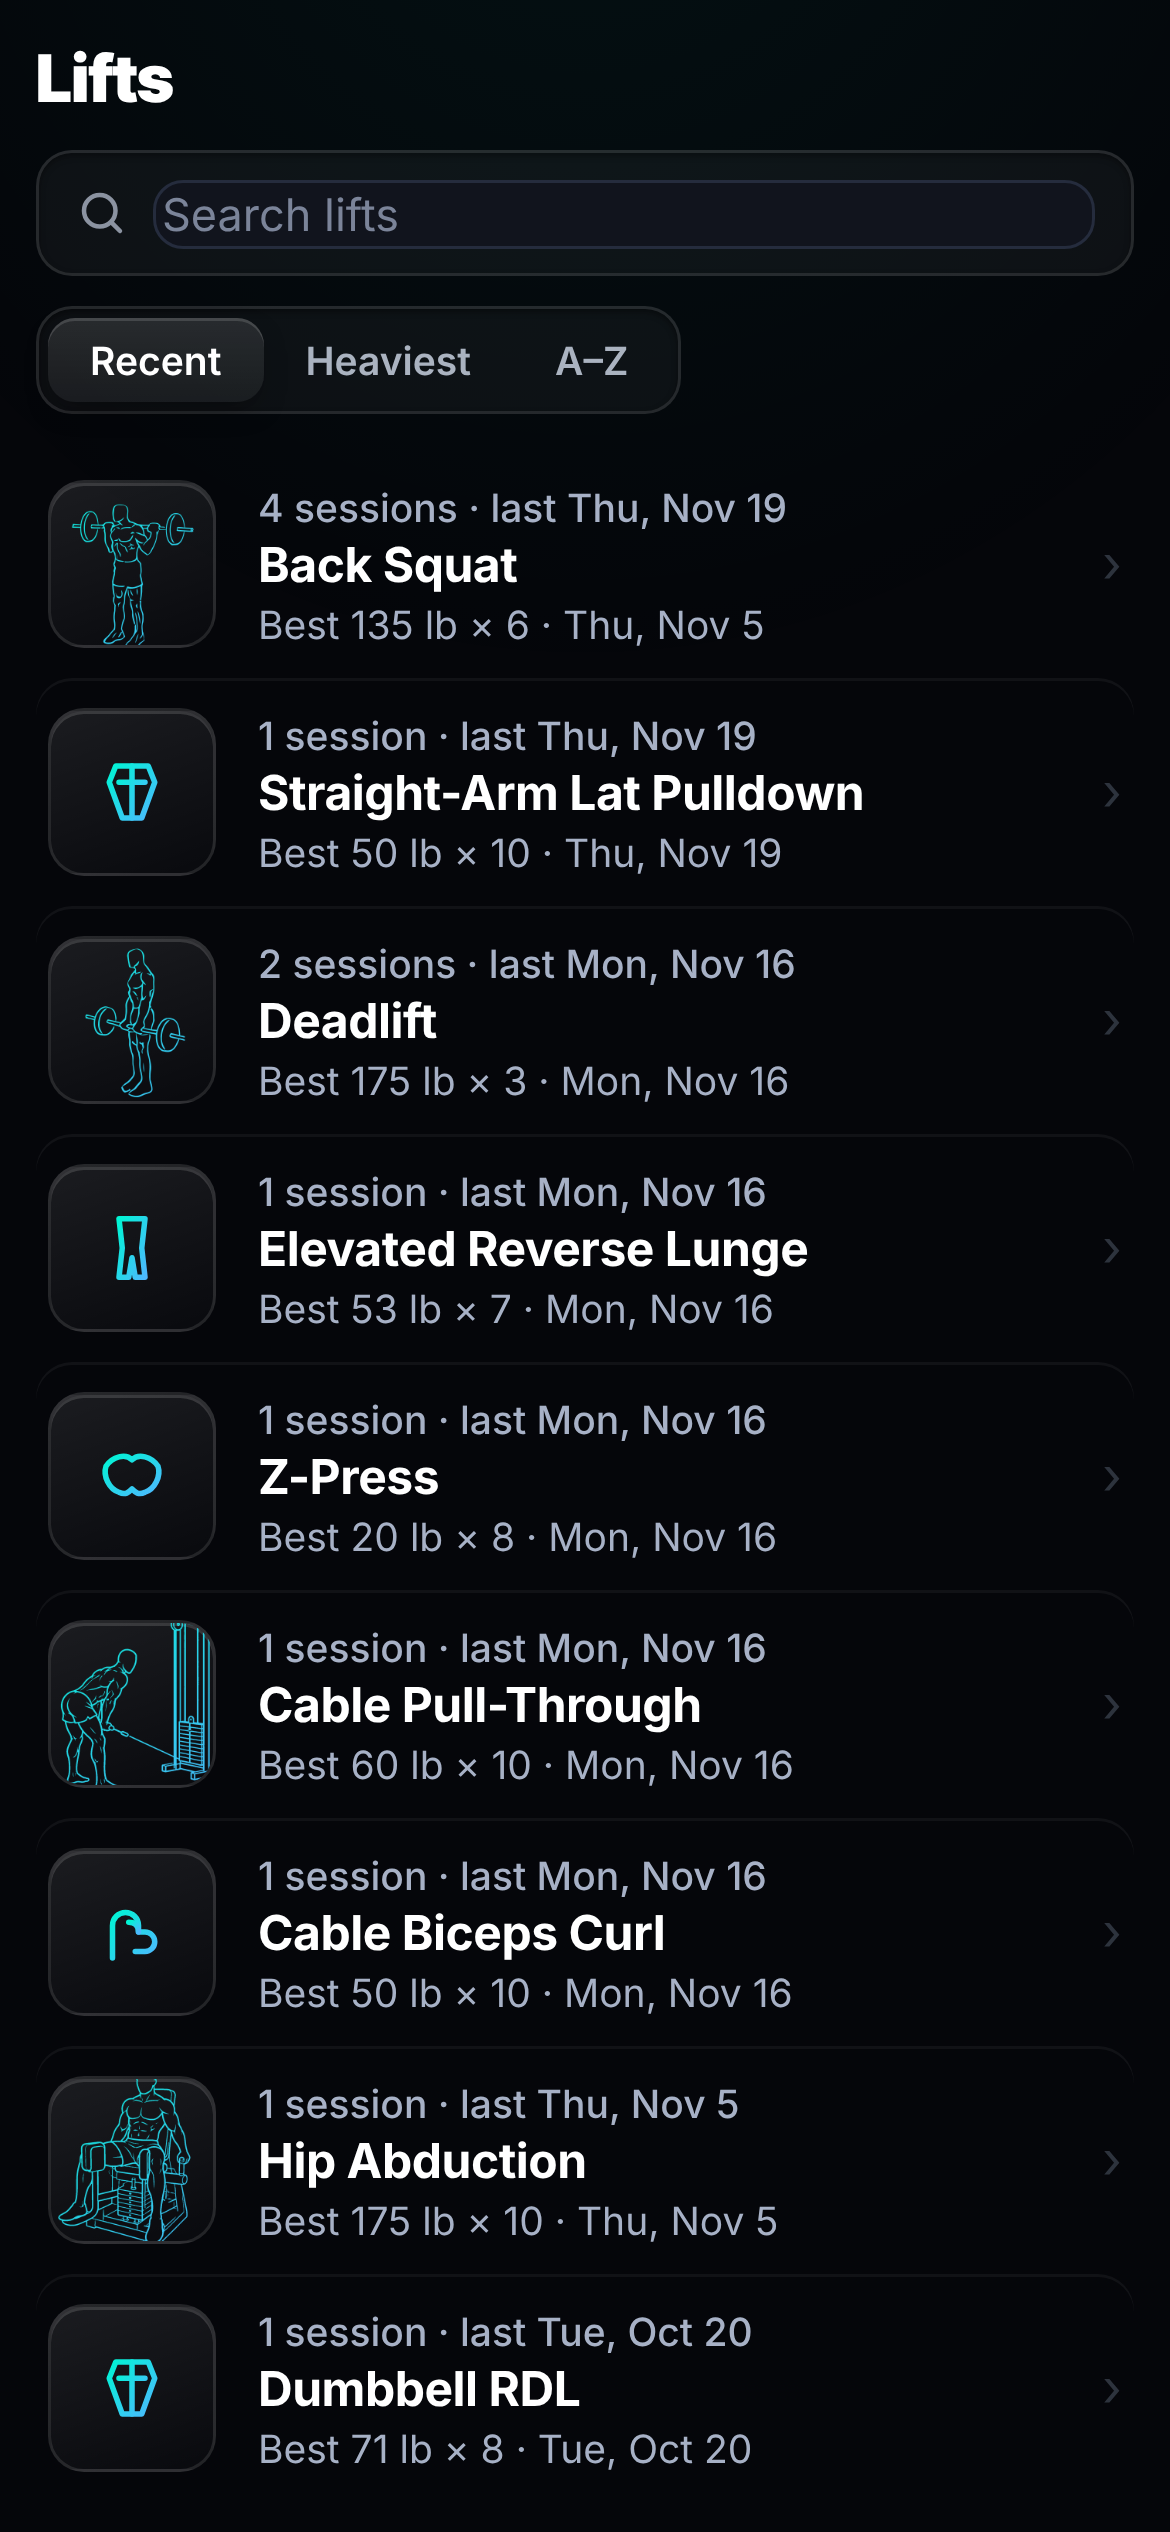 Lifts
Search lifts
Recent Heaviest A–Z
4 sessions · last Thu, Nov 19
Back Squat
Best 135 lb × 6 · Thu, Nov 5
1 session · last Thu, Nov 19
Straight-Arm Lat Pulldown
Best 50 lb × 10 · Thu, Nov 19
2 sessions · last Mon, Nov 16
Deadlift
Best 175 lb × 3 · Mon, Nov 16
1 session · last Mon, Nov 16
Elevated Reverse Lunge
Best 53 lb × 7 · Mon, Nov 16
1 session · last Mon, Nov 16
Z-Press
Best 20 lb × 8 · Mon, Nov 16
1 session · last Mon, Nov 16
Cable Pull-Through
Best 60 lb × 10 · Mon, Nov 16
1 session · last Mon, Nov 16
Cable Biceps Curl
Best 50 lb × 10 · Mon, Nov 16
1 session · last Thu, Nov 5
Hip Abduction
Best 175 lb × 10 · Thu, Nov 5
1 session · last Tue, Oct 20
Dumbbell RDL
Best 71 lb × 8 · Tue, Oct 20